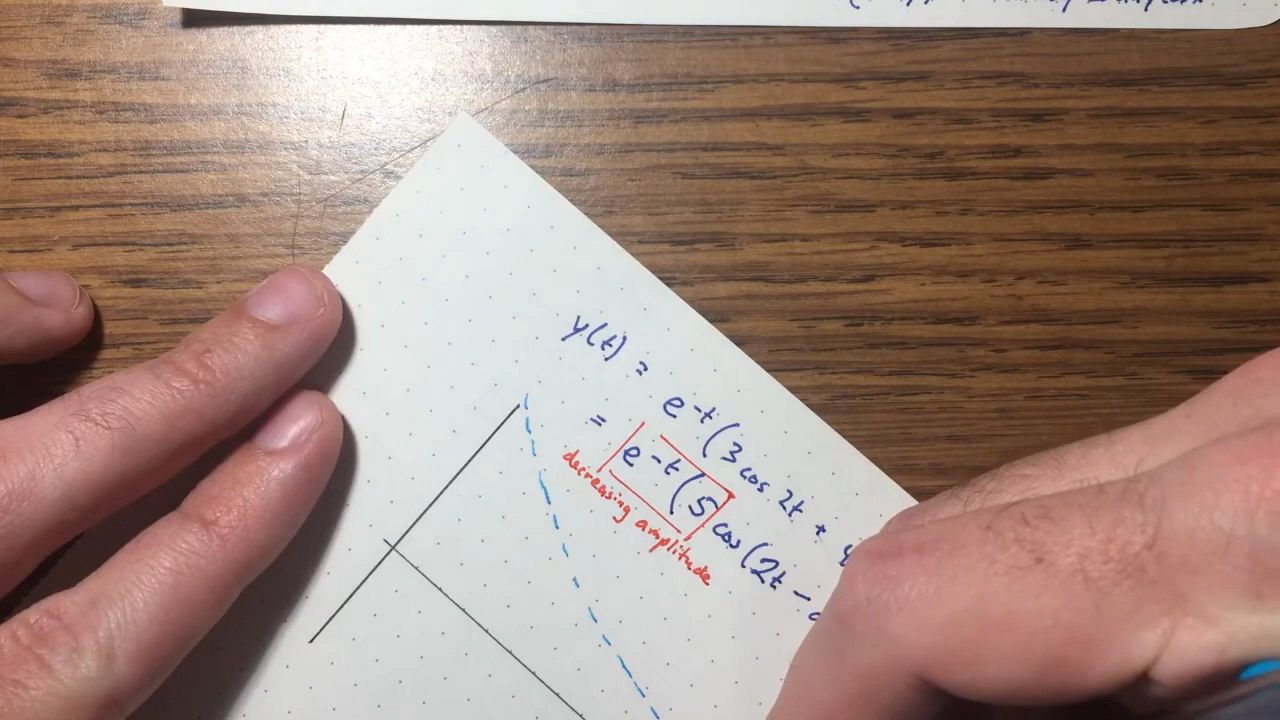 y(t) = e-t(3 cos 2t +
= e-t(5 cos(2t -
decreasing amplitude